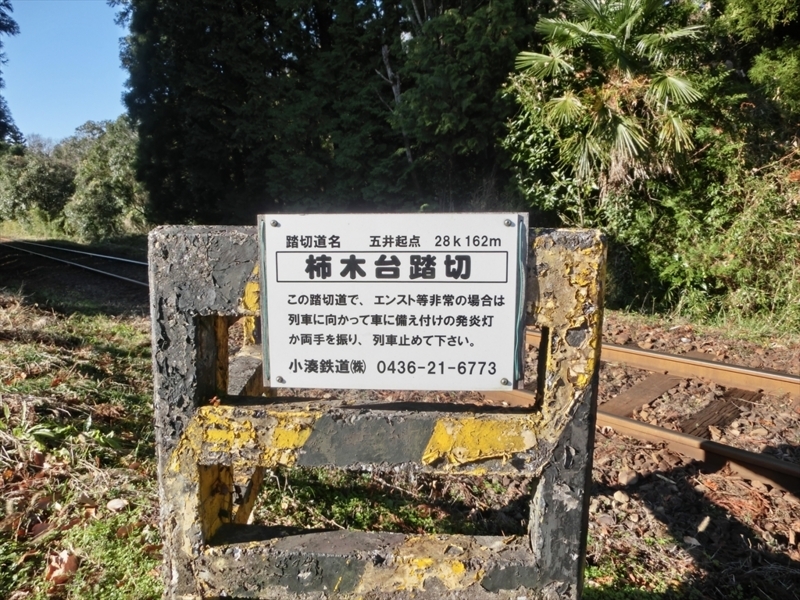 踏切道名 五井起点 28k162m
柿木台踏切
この踏切道で、エンスト等非常の場合は
列車に向かって車に備え付けの発炎灯
か両手を振り、列車止めて下さい。
小湊鉄道㈱ 0436-21-6773